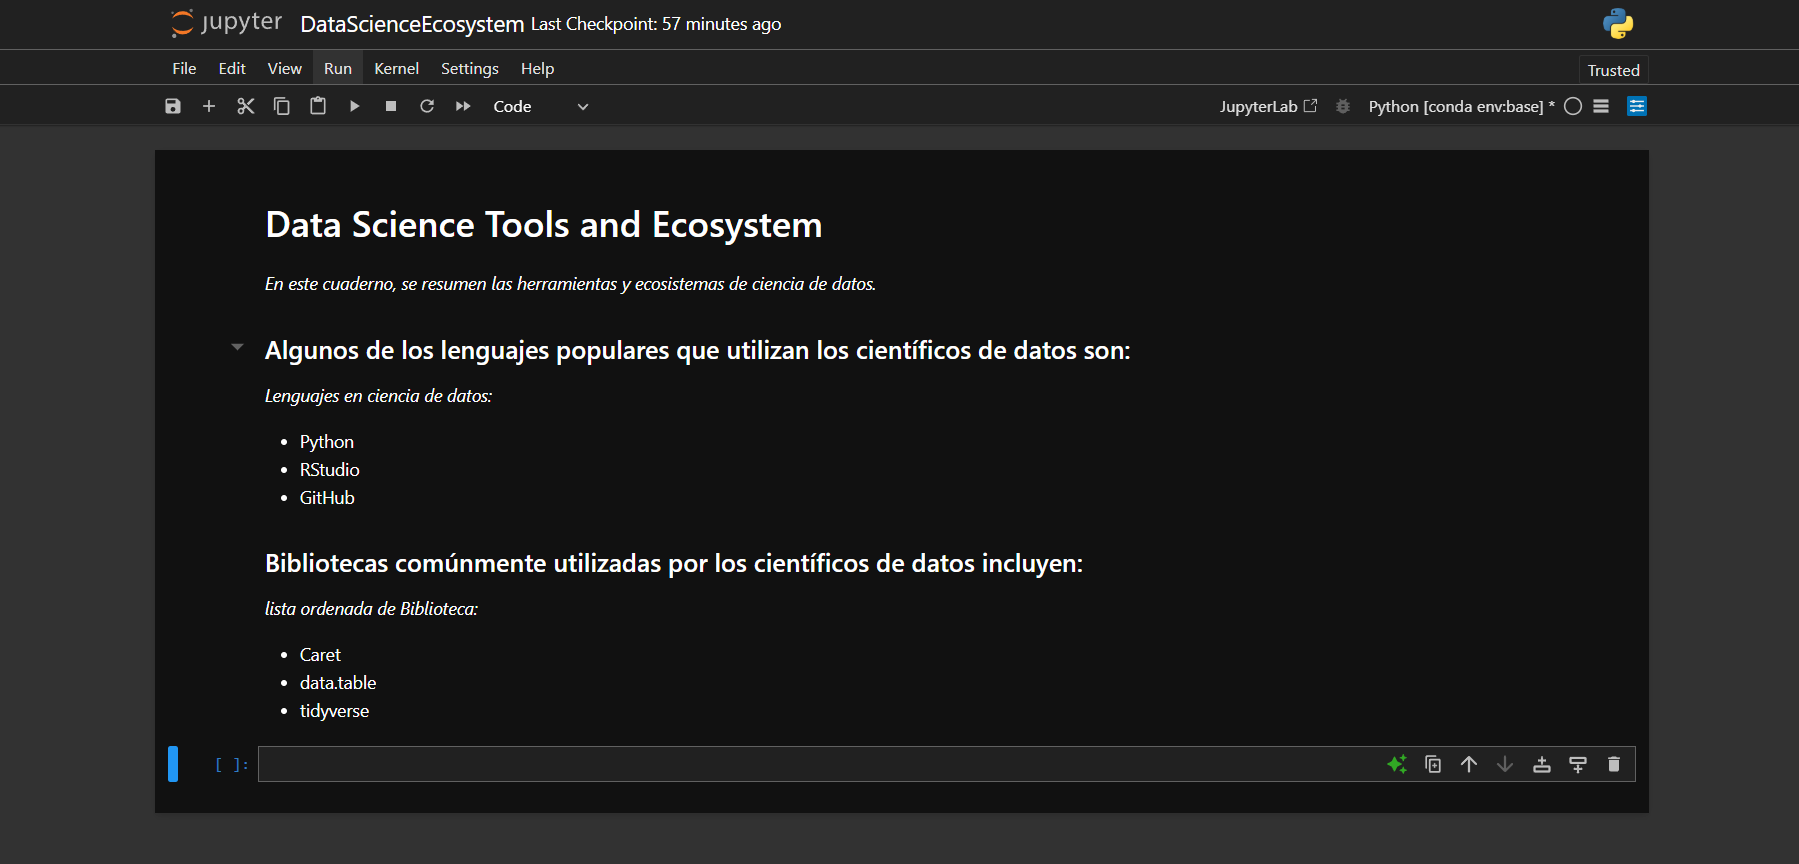 jupyter DataScienceEcosystem Last Checkpoint: 57 minutes ago
File Edit View Run Kernel Settings Help Trusted
Code JupyterLab Python [conda env:base] *
Data Science Tools and Ecosystem
En este cuaderno, se resumen las herramientas y ecosistemas de ciencia de datos.
Algunos de los lenguajes populares que utilizan los científicos de datos son:
Lenguajes en ciencia de datos:
• Python
• RStudio
• GitHub
Bibliotecas comúnmente utilizadas por los científicos de datos incluyen:
lista ordenada de Biblioteca:
• Caret
• data.table
• tidyverse
[ ]: